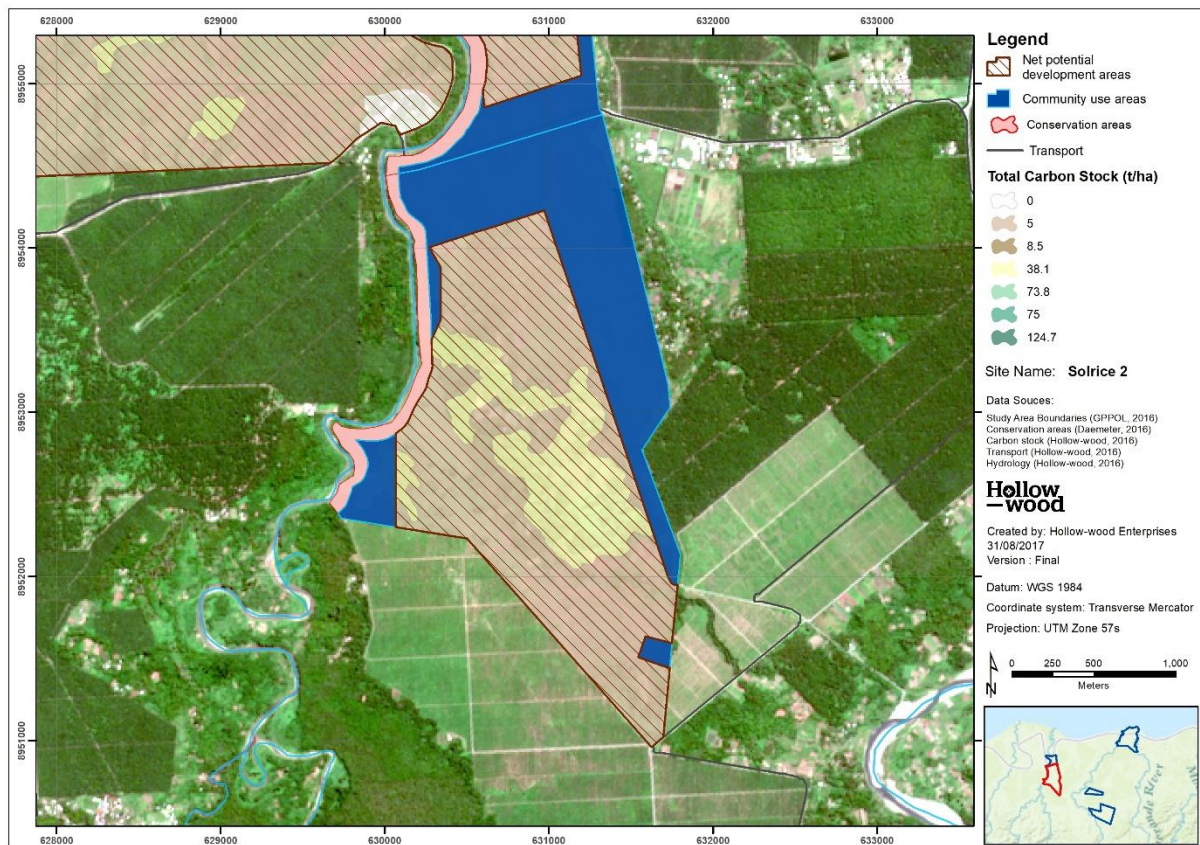 628000 629000 630000 631000 632000 633000
8955000
8954000
8953000
8952000
8951000
628000 629000 630000 631000 632000 633000
Legend
Net potential
development areas
Community use areas
Conservation areas
Transport
Total Carbon Stock (t/ha)
0
5
8.5
38.1
73.8
75
124.7
Site Name: Solrice 2
Data Souces:
Study Area Boundaries (GPPOL, 2016)
Conservation areas (Daemeter, 2016)
Carbon stock (Hollow-wood, 2016)
Transport (Hollow-wood, 2016)
Hydrology (Hollow-wood, 2016)
Hollow
—wood
Created by: Hollow-wood Enterprises
31/08/2017
Version : Final
Datum: WGS 1984
Coordinate system: Transverse Mercator
Projection: UTM Zone 57s
N
0 250 500 1,000
Meters
River